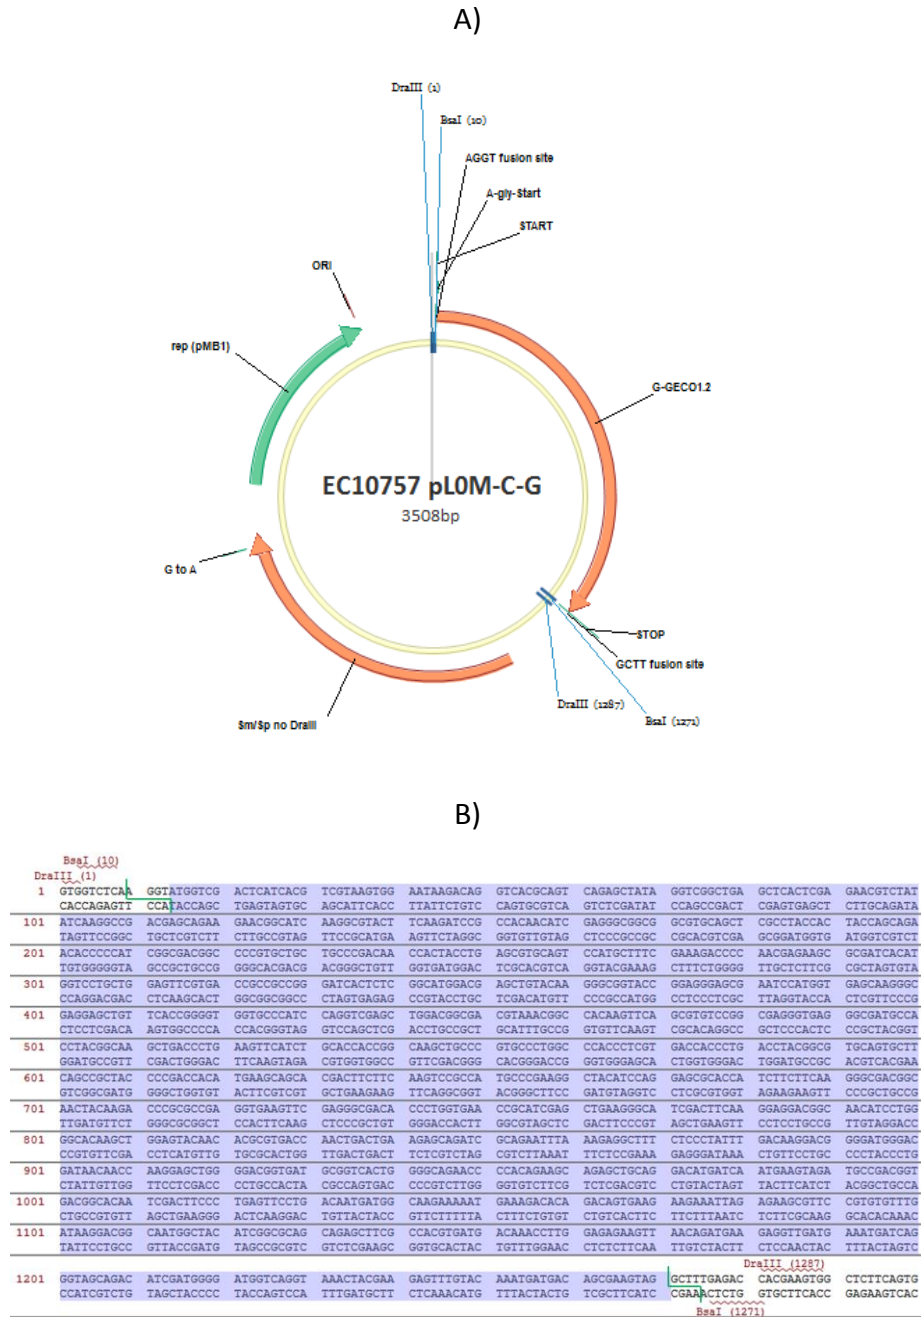 A)
DraIII (1)
BsaI (10)
AGGT fusion site
A-gly-Start
START
ORI
rep (pMB1)
G-GECO1.2
EC10757 pL0M-C-G
3508bp
G to A
STOP
GCTT fusion site
DraIII (1287)
BsaI (1271)
Sm/Sp no DraIII
B)
BsaI (10)
DraIII (1)
1 GTGGTCTCAA GGTATGGTCG ACTCATCACG TCGTAAGTGG AATAAGACAG GTCACGCAGT CAGAGCTATA GGTCGGCTGA GCTCACTCGA GAACGTCTAT
CACCAGAGTT CCATACCAGC TGAGTAGTGC AGCATTCACC TTATTCTGTC CAGTGCGTCA GTCTCGATAT CCAGCCGACT CGAGTGAGCT CTTGCAGATA
101 ATCAAGGCCG ACGAGCAGAA GAACGGCATC AAGGCGTACT TCAAGATCCG CCACAACATC GAGGGCGGCG GCGTGCAGCT CGCCTACCAC TACCAGCAGA
TAGTTCCGGC TGCTCGTCTT CTTGCCGTAG TTCCGCATGA AGTTCTAGGC GGTGTTGTAG CTCCCGCCGC CGCACGTCGA GCGGATGGTG ATGGTCGTCT
201 ACACCCCCAT CGGCGACGGC CCCGTGCTGC TGCCCGACAA CCACTACCTG AGCGTGCAGT CCATGCTTTC GAAAGACCCC AACGAGAAGC GCGATCACAT
TGTGGGGGTA GCCGCTGCCG GGGCACGACG ACGGGCTGTT GGTGATGGAC TCGCACGTCA GGTACGAAAG CTTTCTGGGG TTGCTCTTCG CGCTAGTGTA
301 GGTCCTGCTG GAGTTCGTGA CCGCCGCCGG GATCACTCTC GGCATGGACG AGCTGTACAA GGGCGGTACC GGAGGGAGCG AATCCATGGT GAGCAAGGGC
CCAGGACGAC CTCAAGCACT GGCGGCGGCC CTAGTGAGAG CCGTACCTGC TCGACATGTT CCCGCCATGG CCTCCCTCGC TTAGGTACCA CTCGTTCCCG
401 GAGGAGCTGT TCACCGGGGT GGTGCCCATC CAGGTCGAGC TGGACGGCGA CGTAAACGGC CACAAGTTCA GCGTGTCCGG CGAGGGTGAG GGCGATGCCA
CTCCTCGACA AGTGGCCCCA CCACGGGTAG GTCCAGCTCG ACCTGCCGCT GCATTTGCCG GTGTTCAAGT CGCACAGGCC GCTCCCACTC CCGCTACGGT
501 CCTACGGCAA GCTGACCCTG AAGTTCATCT GCACCACCGG CAAGCTGCCC GTGCCCTGGC CCACCCTCGT GACCACCCTG ACCTACGGCG TGCAGTGCTT
GGATGCCGTT CGACTGGGAC TTCAAGTAGA CGTGGTGGCC GTTCGACGGG CACGGGACCG GGTGGGAGCA CTGGTGGGAC TGGATGCCGC ACGTCACGAA
601 CAGCCGCTAC CCCGACCACA TGAAGCAGCA CGACTTCTTC AAGTCCGCCA TGCCCGAAGG CTACATCCAG GAGCGCACCA TCTTCTTCAA GGGCGACGGC
GTCGGCGATG GGGCTGGTGT ACTTCGTCGT GCTGAAGAAG TTCAGGCGGT ACGGGCTTCC GATGTAGGTC CTCGCGTGGT AGAAGAAGTT CCCGCTGCCG
701 AACTACAAGA CCCGCGCCGA GGTGAAGTTC GAGGGCGACA CCCTGGTGAA CCGCATCGAG CTGAAGGGCA TCGACTTCAA GGAGGACGGC AACATCCTGG
TTGATGTTCT GGGCGCGGCT CCACTTCAAG CTCCCGCTGT GGGACCACTT GGCGTAGCTC GACTTCCCGT AGCTGAAGTT CCTCCTGCCG TTGTAGGACC
801 GGCACAAGCT GGAGTACAAC ACGCGTGACC AACTGACTGA AGAGCAGATC GCAGAATTTA AAGAGGCTTT CTCCCTATTT GACAAGGACG GGGATGGGAC
CCGTGTTCGA CCTCATGTTG TGCGCACTGG TTGACTGACT TCTCGTCTAG CGTCTTAAAT TTCTCCGAAA GAGGGATAAA CTGTTCCTGC CCCTACCCTG
901 GATAACAACC AAGGAGCTGG GGACGGTGAT GCGGTCACTG GGGCAGAACC CCACAGAAGC AGAGCTGCAG GACATGATCA ATGAAGTAGA TGCCGACGGT
CTATTGTTGG TTCCTCGACC CCTGCCACTA CGCCAGTGAC CCCGTCTTGG GGTGTCTTCG TCTCGACGTC CTGTACTAGT TACTTCATCT ACGGCTGCCA
1001 GACGGCACAA TCGACTTCCC TGAGTTCCTG ACAATGATGG CAAGAAAAAT GAAAGACACA GACAGTGAAG AAGAAATTAG AGAAGCGTTC CGTGTGTTTG
CTGCCGTGTT AGCTGAAGGG ACTCAAGGAC TGTTACTACC GTTCTTTTTA CTTTCTGTGT CTGTCACTTC TTCTTTAATC TCTTCGCAAG GCACACAAAC
1101 ATAAGGACGG CAATGGCTAC ATCGGCGCAG CAGAGCTTCG CCACGTGATG ACAAACCTTG GAGAGAAGTT AACAGATGAA GAGGTTGATG AAATGATCAG
TATTCCTGCC GTTACCGATG TAGCCGCGTC GTCTCGAAGC GGTGCACTAC TGTTTGGAAC CTCTCTTCAA TTGTCTACTT CTCCAACTAC TTTACTAGTC
DraIII (1287)
1201 GGTAGCAGAC ATCGATGGGG ATGGTCAGGT AAACTACGAA GAGTTTGTAC AAATGATGAC AGCGAAGTAG GCTTTGAGAC CACGAAGTGG CTCTTCAGTG
CCATCGTCTG TAGCTACCCC TACCAGTCCA TTTGATGCTT CTCAAACATG TTTACTACTG TCGCTTCATC CGAAACTCTG GTGCTTCACC GAGAAGTCAC
BsaI (1271)